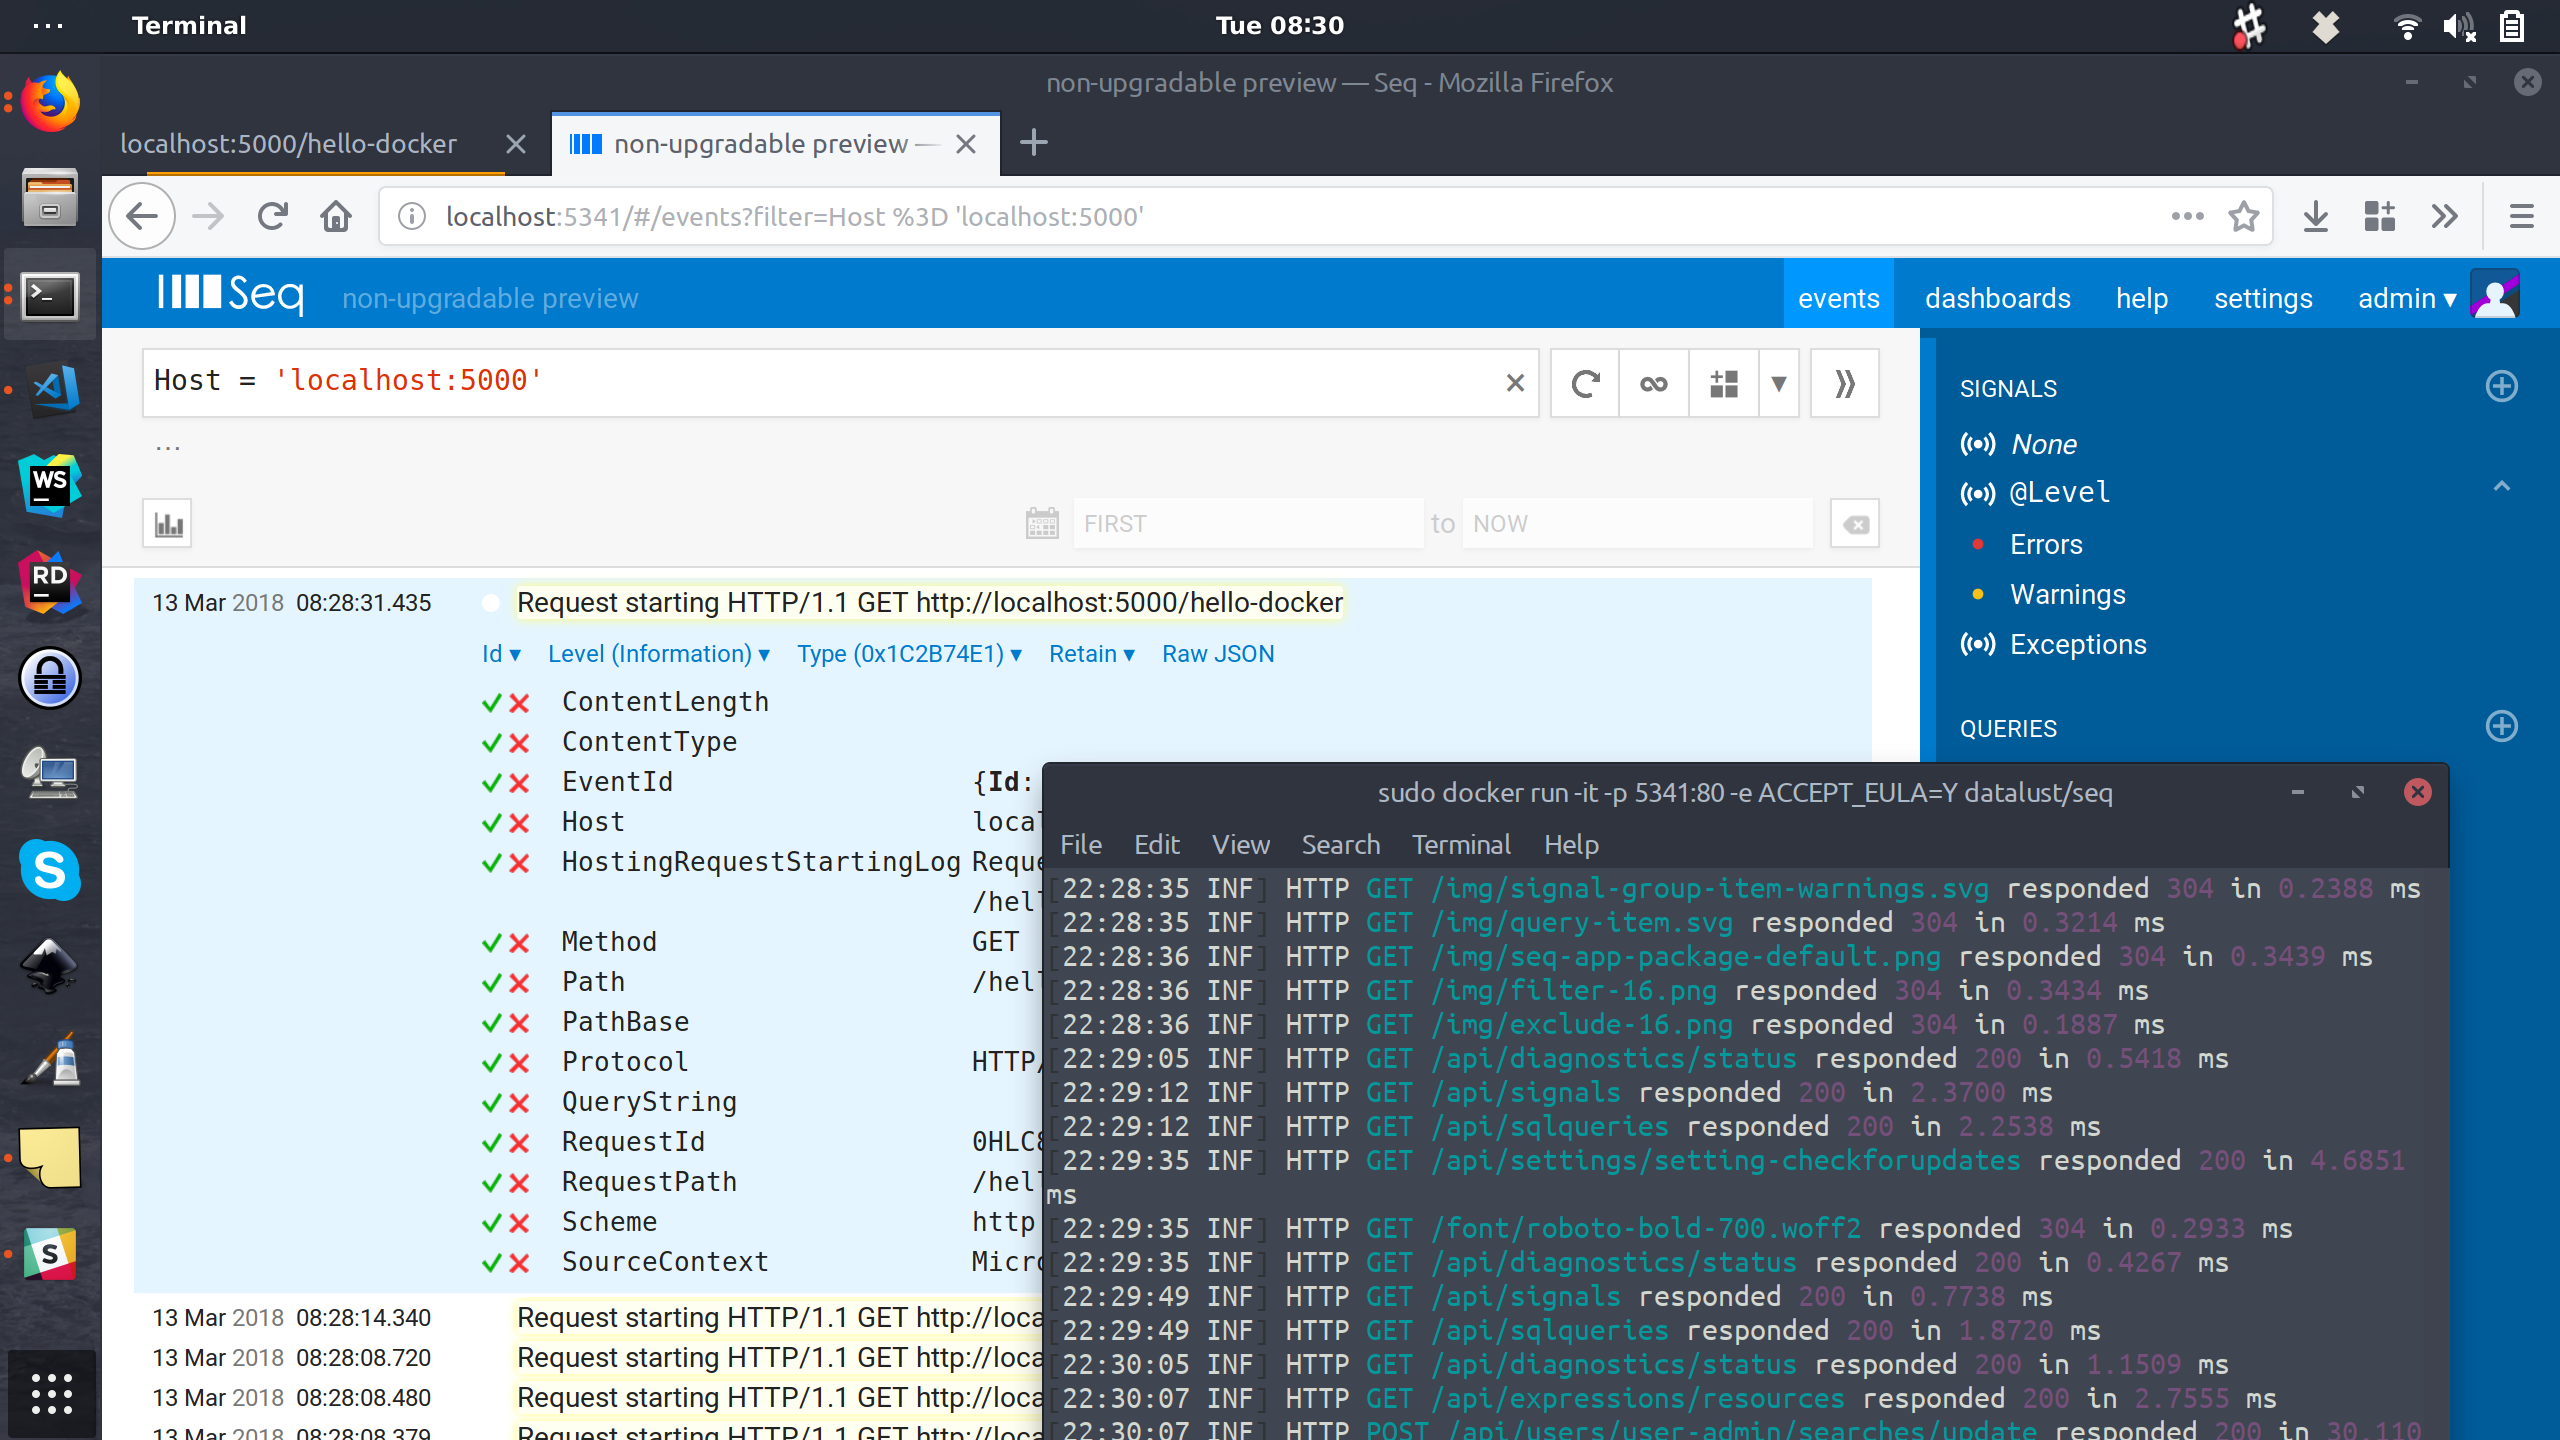 Terminal
Tue 08:30
non-upgradable preview — Seq - Mozilla Firefox
localhost:5000/hello-docker
non-upgradable preview —
localhost:5341/#/events?filter=Host %3D 'localhost:5000'
Seq non-upgradable preview
events dashboards help settings admin ▾
Host = 'localhost:5000'
...
FIRST to NOW
SIGNALS
None
@Level
Errors
Warnings
Exceptions
QUERIES
13 Mar 2018 08:28:31.435 Request starting HTTP/1.1 GET http://localhost:5000/hello-docker
Id ▾ Level (Information) ▾ Type (0x1C2B74E1) ▾ Retain ▾ Raw JSON
ContentLength
ContentType
EventId {Id:
Host local
HostingRequestStartingLog Reque
/hell
Method GET
Path /hell
PathBase
Protocol HTTP/
QueryString
RequestId 0HLC8
RequestPath /hell
Scheme http
SourceContext Micro
13 Mar 2018 08:28:14.340 Request starting HTTP/1.1 GET http://loca
13 Mar 2018 08:28:08.720 Request starting HTTP/1.1 GET http://loca
13 Mar 2018 08:28:08.480 Request starting HTTP/1.1 GET http://loca
13 Mar 2018 08:28:08.379 Request starting HTTP/1.1 GET http://loca
sudo docker run -it -p 5341:80 -e ACCEPT_EULA=Y datalust/seq
File Edit View Search Terminal Help
[22:28:35 INF] HTTP GET /img/signal-group-item-warnings.svg responded 304 in 0.2388 ms
[22:28:35 INF] HTTP GET /img/query-item.svg responded 304 in 0.3214 ms
[22:28:36 INF] HTTP GET /img/seq-app-package-default.png responded 304 in 0.3439 ms
[22:28:36 INF] HTTP GET /img/filter-16.png responded 304 in 0.3434 ms
[22:28:36 INF] HTTP GET /img/exclude-16.png responded 304 in 0.1887 ms
[22:29:05 INF] HTTP GET /api/diagnostics/status responded 200 in 0.5418 ms
[22:29:12 INF] HTTP GET /api/signals responded 200 in 2.3700 ms
[22:29:12 INF] HTTP GET /api/sqlqueries responded 200 in 2.2538 ms
[22:29:35 INF] HTTP GET /api/settings/setting-checkforupdates responded 200 in 4.6851
ms
[22:29:35 INF] HTTP GET /font/roboto-bold-700.woff2 responded 304 in 0.2933 ms
[22:29:35 INF] HTTP GET /api/diagnostics/status responded 200 in 0.4267 ms
[22:29:49 INF] HTTP GET /api/signals responded 200 in 0.7738 ms
[22:29:49 INF] HTTP GET /api/sqlqueries responded 200 in 1.8720 ms
[22:30:05 INF] HTTP GET /api/diagnostics/status responded 200 in 1.1509 ms
[22:30:07 INF] HTTP GET /api/expressions/resources responded 200 in 2.7555 ms
[22:30:07 INF] HTTP POST /api/users/user-admin/searches/update responded 200 in 30.110
WS
RD
S
S